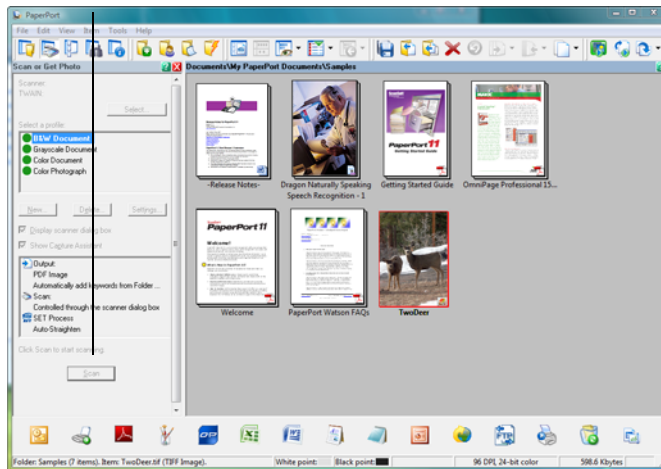 PaperPort
File Edit View Item Tools Help
Scan or Get Photo
Documents\My PaperPort Documents\Samples
Scanner:
TWAIN:
Select...
Select a profile:
B&W Document
Grayscale Document
Color Document
Color Photograph
New... Delete... Settings...
Display scanner dialog box
Show Capture Assistant
Output:
PDF Image
Automatically add keywords from Folder ...
Scan:
Controlled through the scanner dialog box
SET Process
Auto-Straighten
Click Scan to start scanning.
Scan
-Release Notes-
Dragon Naturally Speaking
Speech Recognition - 1
PaperPort 11
Getting Started Guide
Getting Started Guide
OmniPage Professional 15...
PaperPort 11
Welcome!
Welcome
PaperPort Watson FAQs
TwoDeer
OP
FTP
Folder: Samples (7 items). Item: TwoDeer.tif (TIFF Image).
White point:
Black point:
96 DPI, 24-bit color
598.6 Kbytes